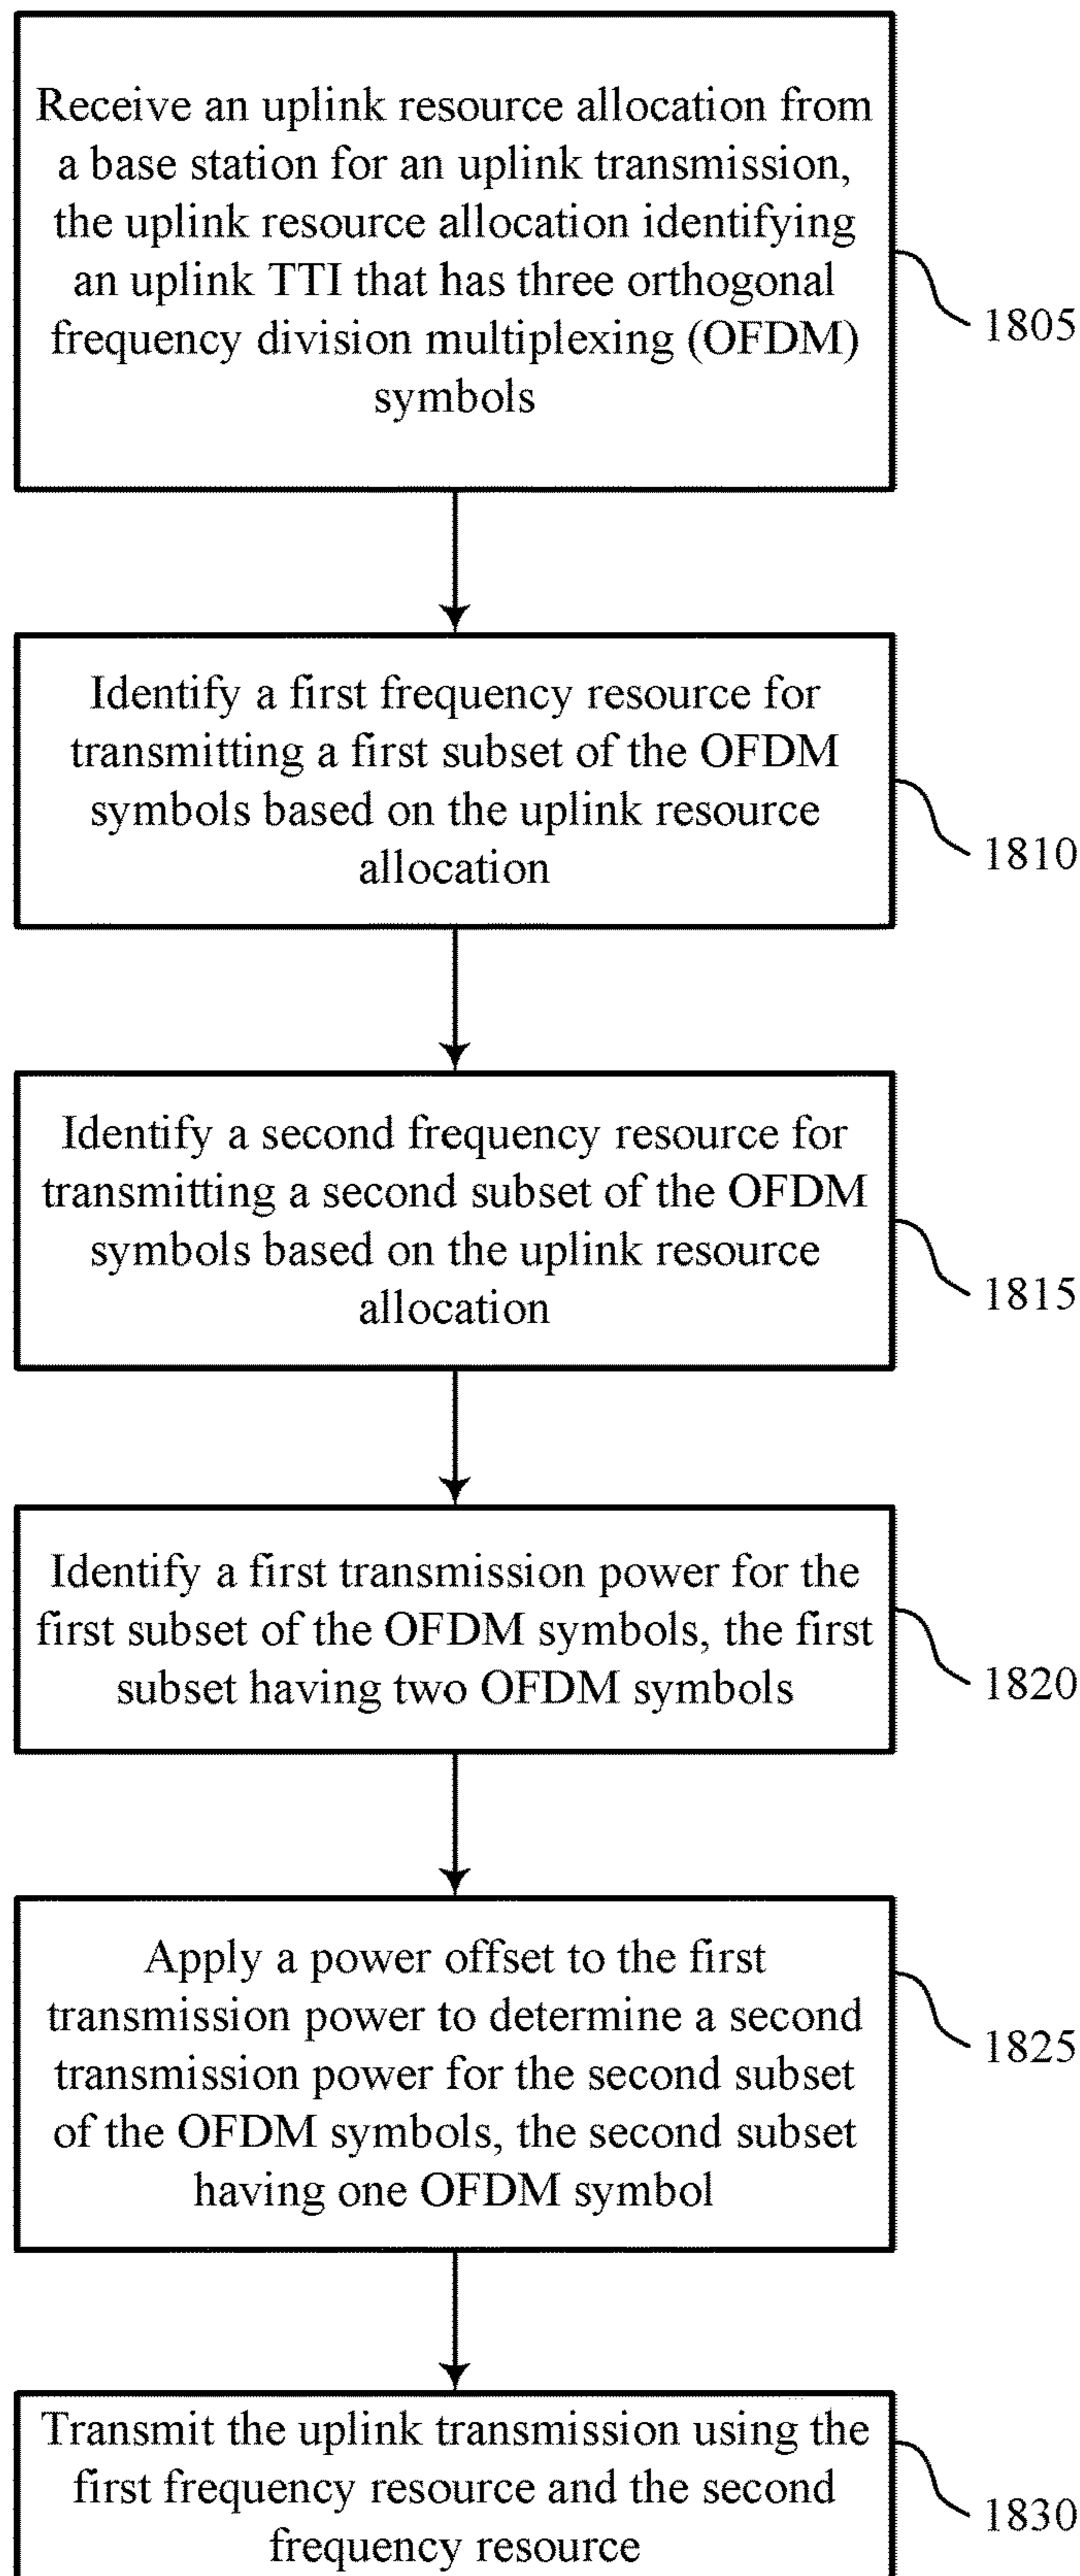 Receive an uplink resource allocation from
a base station for an uplink transmission,
the uplink resource allocation identifying
an uplink TTI that has three orthogonal
frequency division multiplexing (OFDM)
symbols
1805
Identify a first frequency resource for
transmitting a first subset of the OFDM
symbols based on the uplink resource
allocation
1810
Identify a second frequency resource for
transmitting a second subset of the OFDM
symbols based on the uplink resource
allocation
1815
Identify a first transmission power for the
first subset of the OFDM symbols, the first
subset having two OFDM symbols
1820
Apply a power offset to the first
transmission power to determine a second
transmission power for the second subset
of the OFDM symbols, the second subset
having one OFDM symbol
1825
Transmit the uplink transmission using the
first frequency resource and the second
frequency resource
1830